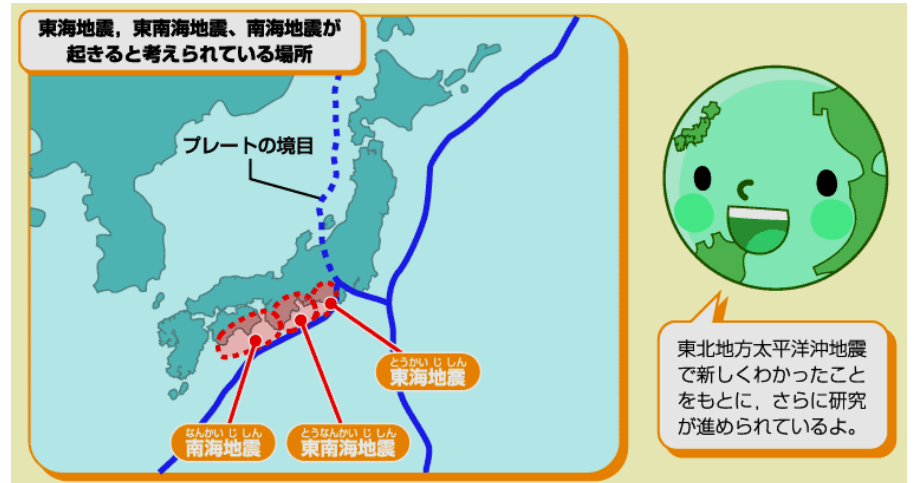 東海地震，東南海地震、南海地震が
起きると考えられている場所
プレートの境目
とうかい じ しん
東海地震
なんかい じ しん
南海地震
とうなんかい じ しん
東南海地震
東北地方太平洋沖地震
で新しくわかったこと
をもとに，さらに研究
が進められているよ。